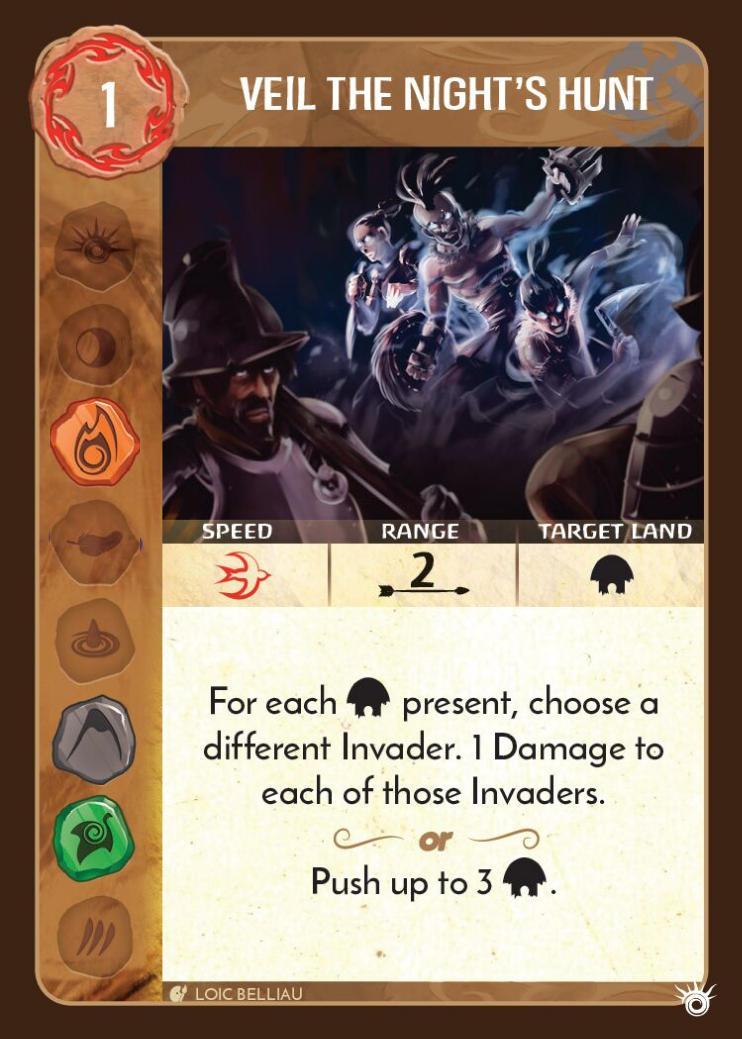 1
VEIL THE NIGHT'S HUNT
SPEED RANGE TARGET LAND
2
For each present, choose a
different Invader. 1 Damage to
each of those Invaders.
or
Push up to 3 .
LOIC BELLIAU